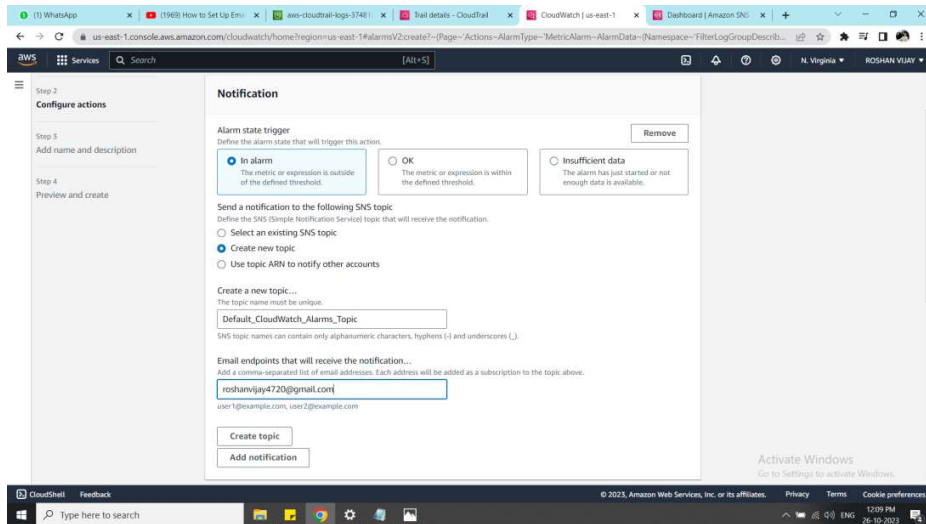 (1) WhatsApp
(1969) How to Set Up Em
aws-cloudtrail-logs-3748
Trail details - CloudTrail
CloudWatch | us-east-1
Dashboard | Amazon SNS
us-east-1.console.aws.amazon.com/cloudwatch/home?region=us-east-1#alarmsV2:create?~(Page~'Actions~AlarmType~'MetricAlarm~AlarmData~(Namespace~'FilterLogGroupDescrib...
aws
Services
Search
[Alt+S]
N. Virginia
ROSHAN VIJAY
Step 2
Configure actions
Step 3
Add name and description
Step 4
Preview and create
Notification
Alarm state trigger
Define the alarm state that will trigger this action.
Remove
In alarm
The metric or expression is outside
of the defined threshold.
OK
The metric or expression is within
the defined threshold.
Insufficient data
The alarm has just started or not
enough data is available.
Send a notification to the following SNS topic
Define the SNS (Simple Notification Service) topic that will receive the notification.
Select an existing SNS topic
Create new topic
Use topic ARN to notify other accounts
Create a new topic...
The topic name must be unique.
Default_CloudWatch_Alarms_Topic
SNS topic names can contain only alphanumeric characters, hyphens (-) and underscores (_).
Email endpoints that will receive the notification...
Add a comma-separated list of email addresses. Each address will be added as a subscription to the topic above.
roshanvijay4720@gmail.com
user1@example.com, user2@example.com
Create topic
Add notification
Activate Windows
Go to Settings to activate Windows.
CloudShell
Feedback
© 2023, Amazon Web Services, Inc. or its affiliates.
Privacy
Terms
Cookie preferences
Type here to search
ENG
12:09 PM
26-10-2023